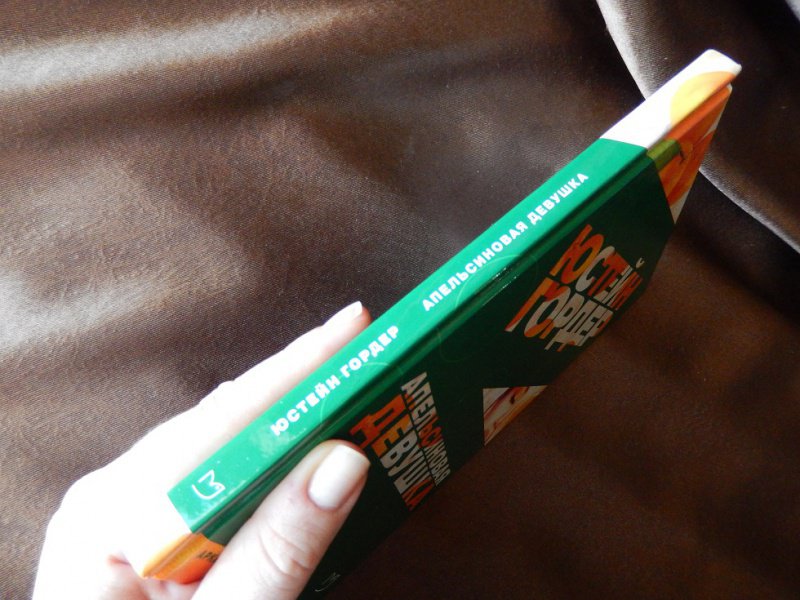 ЮСТЕЙН ГОРДЕР АПЕЛЬСИНОВАЯ ДЕВУШКА
ЮСТЕЙН
ГОРДЕР
АПЕЛЬСИНОВАЯ
ДЕВУШКА